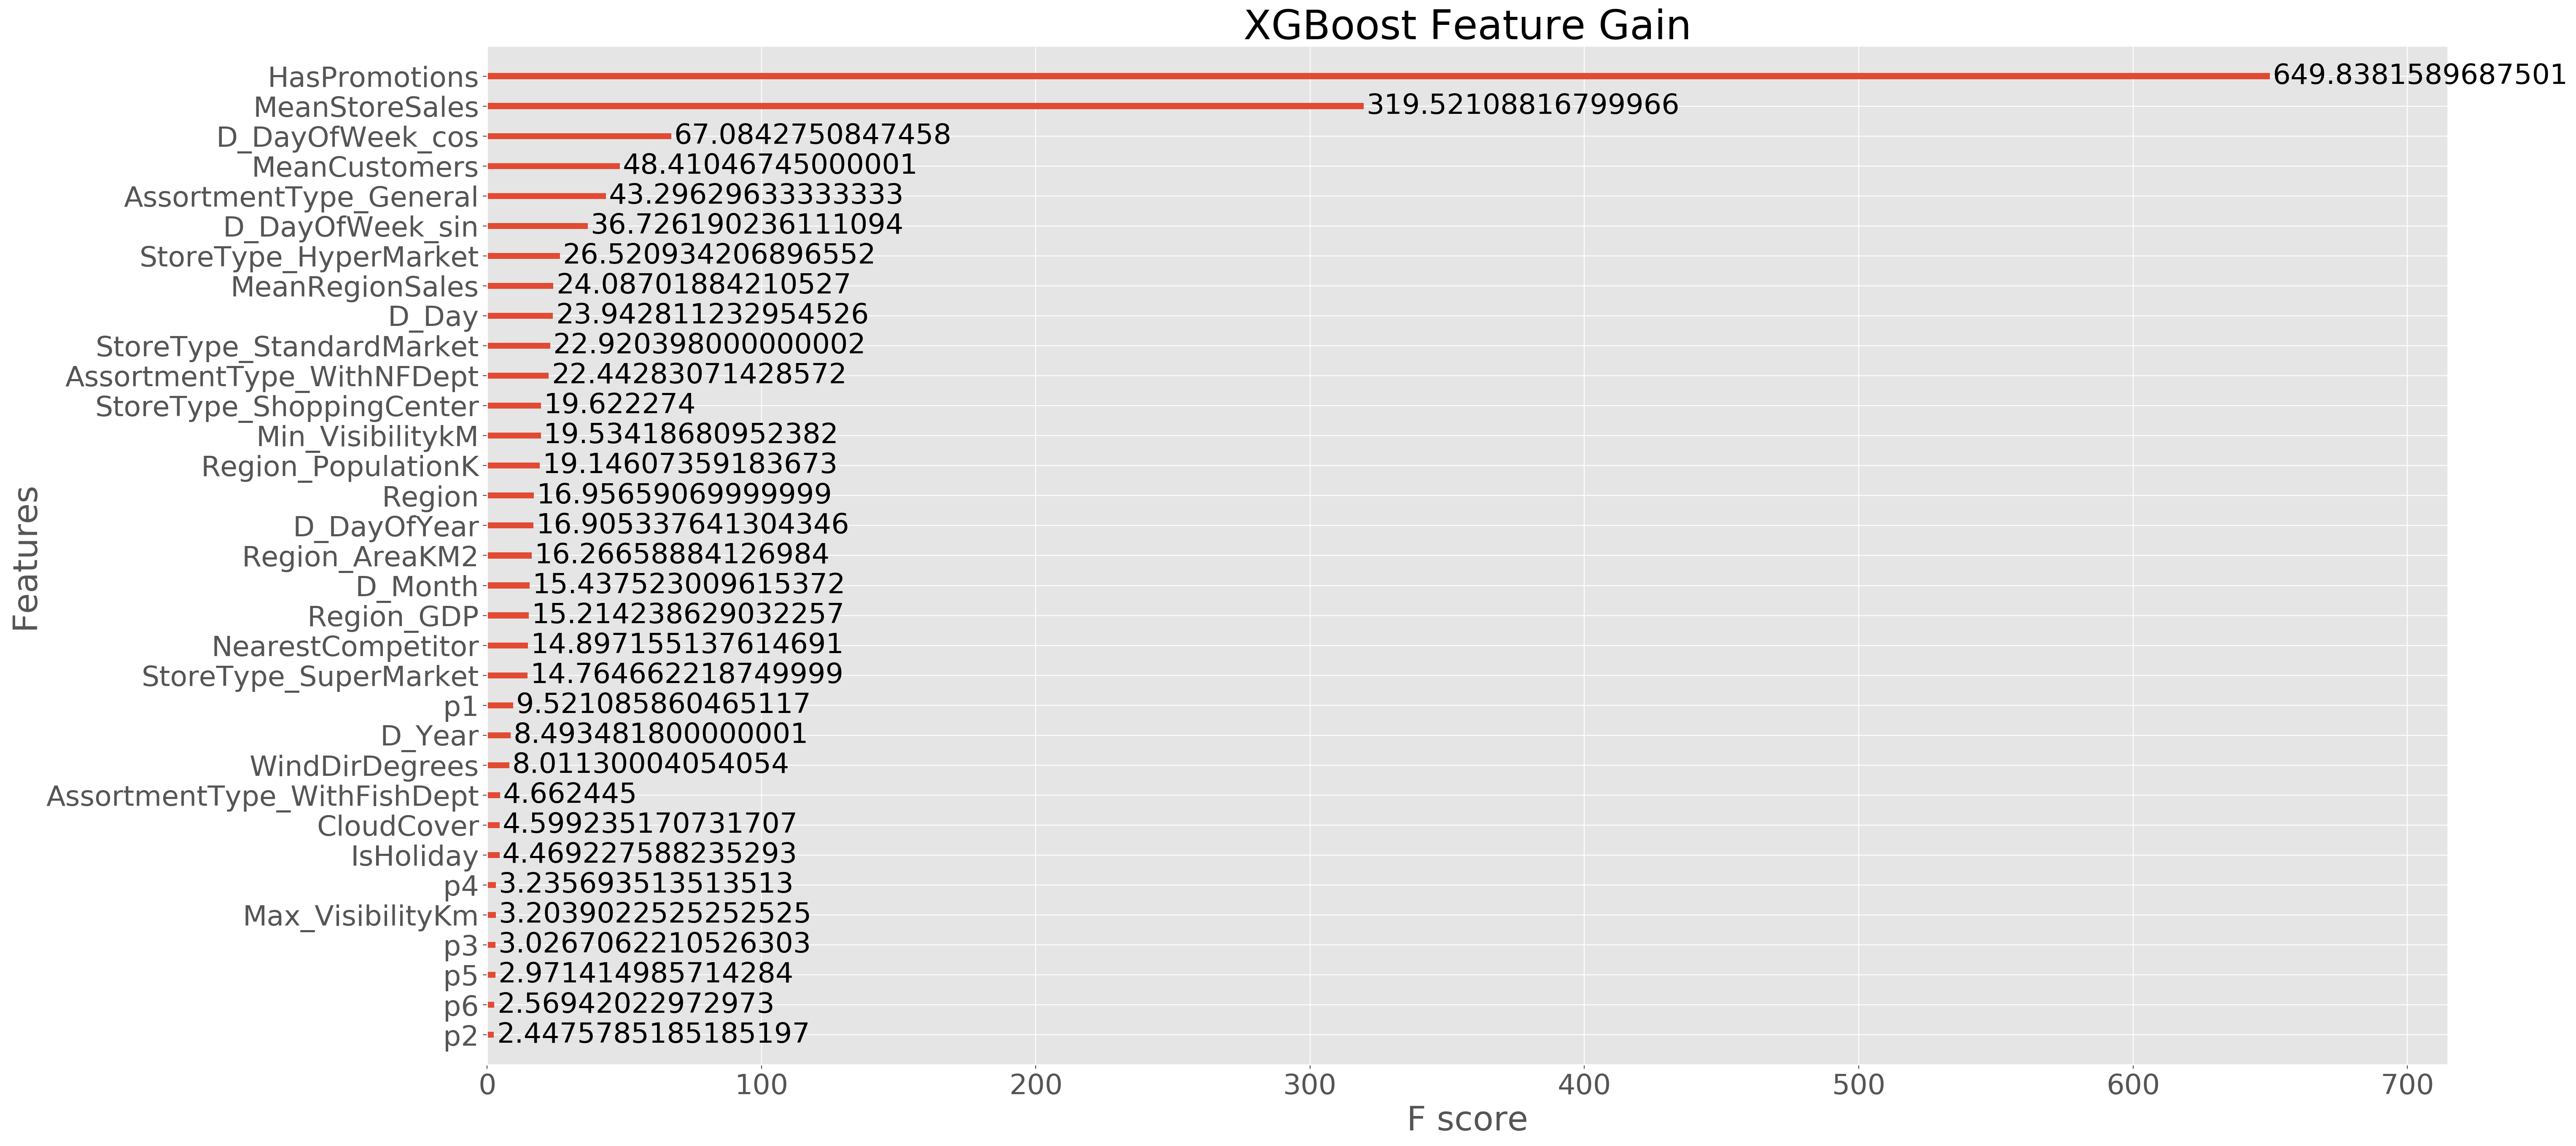 XGBoost Feature Gain
HasPromotions 649.8381589687501
MeanStoreSales 319.52108816799966
D_DayOfWeek_cos 67.0842750847458
MeanCustomers 48.41046745000001
AssortmentType_General 43.29629633333333
D_DayOfWeek_sin 36.726190236111094
StoreType_HyperMarket 26.520934206896552
MeanRegionSales 24.08701884210527
D_Day 23.942811232954526
StoreType_StandardMarket 22.920398000000002
AssortmentType_WithNFDept 22.44283071428572
StoreType_ShoppingCenter 19.622274
Min_VisibilitykM 19.53418680952382
Region_PopulationK 19.14607359183673
Region 16.95659069999999
D_DayOfYear 16.905337641304346
Region_AreaKM2 16.26658884126984
D_Month 15.437523009615372
Region_GDP 15.214238629032257
NearestCompetitor 14.897155137614691
StoreType_SuperMarket 14.764662218749999
p1 9.521085860465117
D_Year 8.493481800000001
WindDirDegrees 8.01130004054054
AssortmentType_WithFishDept 4.662445
CloudCover 4.599235170731707
IsHoliday 4.469227588235293
p4 3.235693513513513
Max_VisibilityKm 3.2039022525252525
p3 3.0267062210526303
p5 2.971414985714284
p6 2.56942022972973
p2 2.4475785185185197
Features
0 100 200 300 400 500 600 700
F score